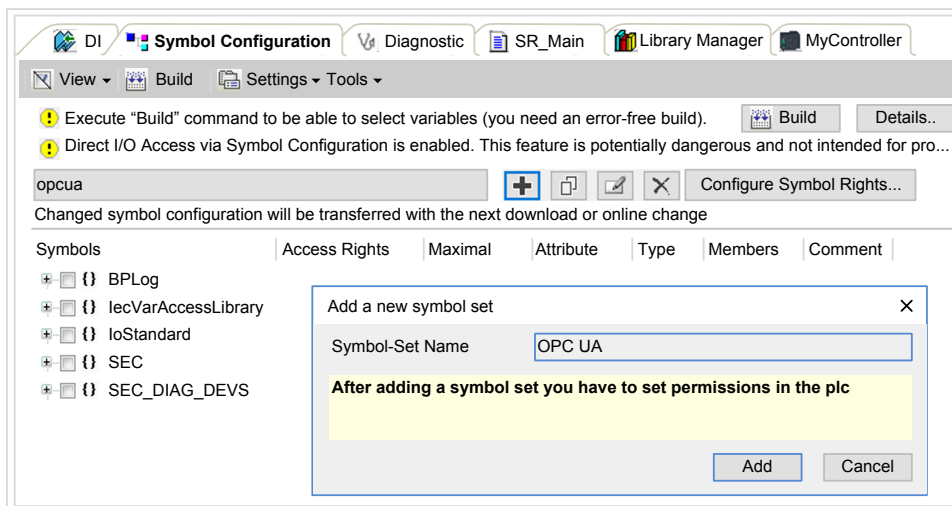 DI Symbol Configuration Diagnostic SR_Main Library Manager MyController
View Build Settings Tools
Execute “Build” command to be able to select variables (you need an error-free build). Build Details..
Direct I/O Access via Symbol Configuration is enabled. This feature is potentially dangerous and not intended for pro...
opcua Configure Symbol Rights...
Changed symbol configuration will be transferred with the next download or online change
Symbols Access Rights Maximal Attribute Type Members Comment
{} BPLog
{} IecVarAccessLibrary
{} IoStandard
{} SEC
{} SEC_DIAG_DEVS
Add a new symbol set
Symbol-Set Name OPC UA
After adding a symbol set you have to set permissions in the plc
Add Cancel